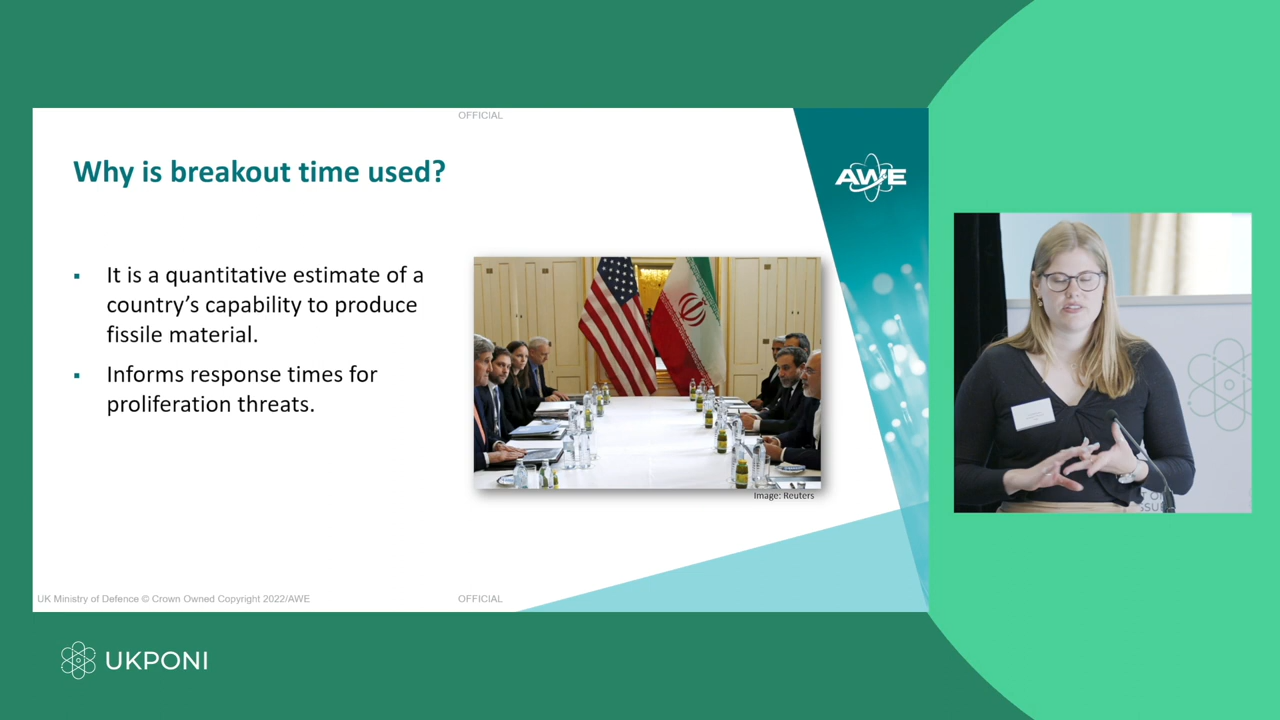 OFFICIAL
Why is breakout time used?
AWE
It is a quantitative estimate of a
country’s capability to produce
fissile material.
Informs response times for
proliferation threats.
Image: Reuters
UK Ministry of Defence © Crown Owned Copyright 2022/AWE
OFFICIAL
UKPONI